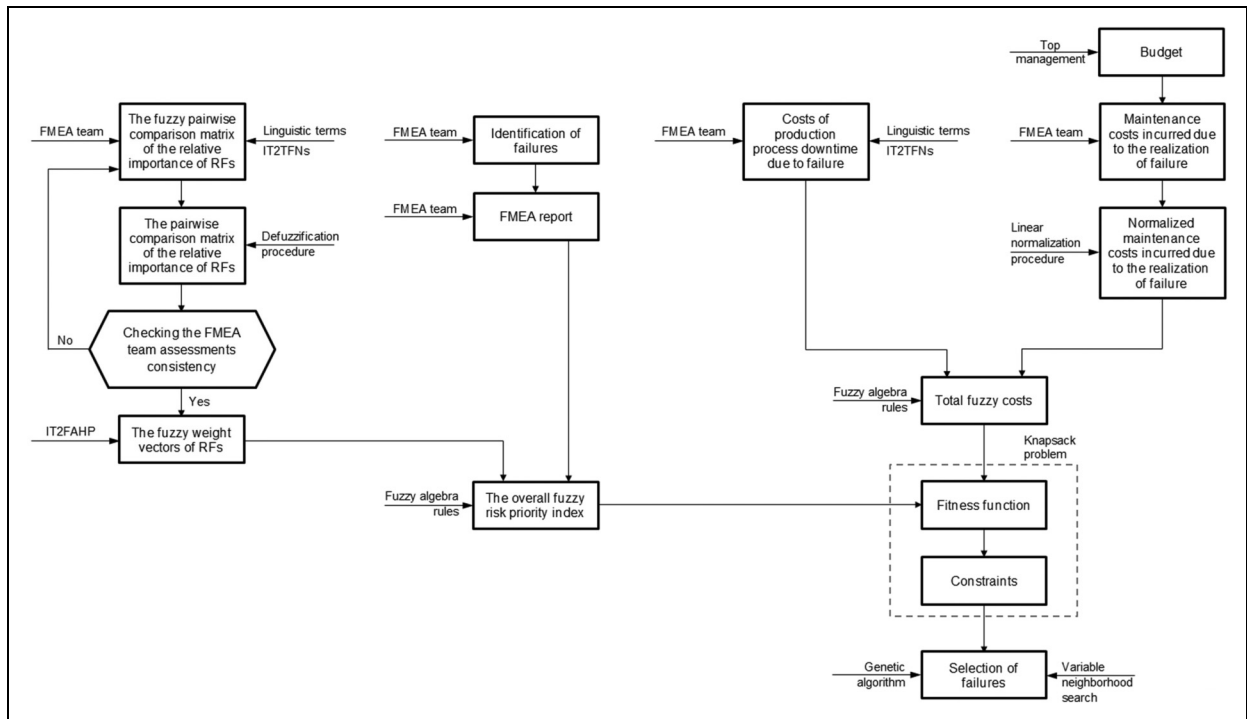 Top
management
Budget
FMEA team
The fuzzy pairwise
comparison matrix
of the relative
importance of RFs
Linguistic terms
IT2TFNs
FMEA team
Identification of
failures
FMEA team
Costs of
production
process downtime
due to failure
Linguistic terms
IT2TFNs
FMEA team
Maintenance
costs incurred due
to the realization
of failure
The pairwise
comparison matrix
of the relative
importance of RFs
Defuzzification
procedure
FMEA team
FMEA report
Linear
normalization
procedure
Normalized
maintenance
costs incurred due
to the realization
of failure
No
Checking the FMEA
team assessments
consistency
Yes
IT2FAHP
The fuzzy weight
vectors of RFs
Fuzzy algebra
rules
Total fuzzy costs
Knapsack
problem
Fuzzy algebra
rules
The overall fuzzy
risk priority index
Fitness function
Constraints
Genetic
algorithm
Selection of
failures
Variable
neighborhood
search